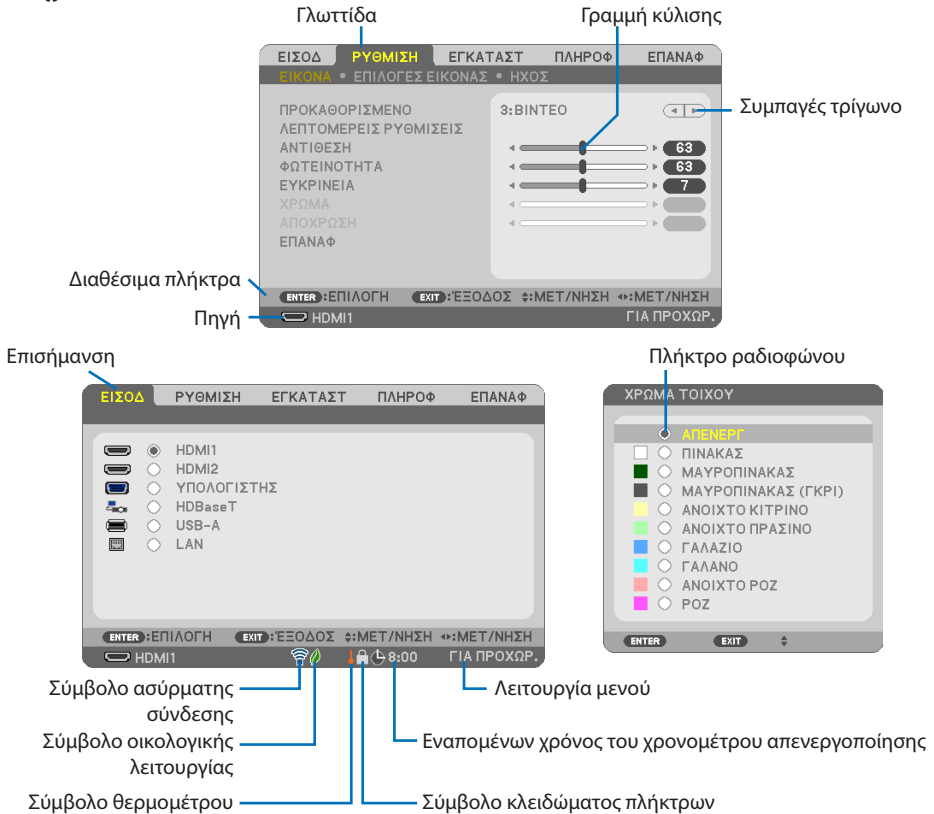 Γλωττίδα
Γραμμή κύλισης
ΕΙΣΟΔ ΡΥΘΜΙΣΗ ΕΓΚΑΤΑΣΤ ΠΛΗΡΟΦ ΕΠΑΝΑΦ
ΕΙΚΟΝΑ • ΕΠΙΛΟΓΕΣ ΕΙΚΟΝΑΣ • ΗΧΟΣ
ΠΡΟΚΑΘΟΡΙΣΜΕΝΟ 3:ΒΙΝΤΕΟ
Συμπαγές τρίγωνο
ΛΕΠΤΟΜΕΡΕΙΣ ΡΥΘΜΙΣΕΙΣ
ΑΝΤΙΘΕΣΗ 63
ΦΩΤΕΙΝΟΤΗΤΑ 63
ΕΥΚΡΙΝΕΙΑ 7
ΧΡΩΜΑ
ΑΠΟΧΡΩΣΗ
ΕΠΑΝΑΦ
Διαθέσιμα πλήκτρα
ENTER :ΕΠΙΛΟΓΗ EXIT :ΈΞΟΔΟΣ :ΜΕΤ/ΝΗΣΗ :ΜΕΤ/ΝΗΣΗ
Πηγή
HDMI1 ΓΙΑ ΠΡΟΧΩΡ.
Επισήμανση
ΕΙΣΟΔ ΡΥΘΜΙΣΗ ΕΓΚΑΤΑΣΤ ΠΛΗΡΟΦ ΕΠΑΝΑΦ
HDMI1
HDMI2
ΥΠΟΛΟΓΙΣΤΗΣ
HDBaseT
USB-A
LAN
ENTER :ΕΠΙΛΟΓΗ EXIT :ΈΞΟΔΟΣ :ΜΕΤ/ΝΗΣΗ :ΜΕΤ/ΝΗΣΗ
HDMI1 8:00 ΓΙΑ ΠΡΟΧΩΡ.
Πλήκτρο ραδιοφώνου
ΧΡΩΜΑ ΤΟΙΧΟΥ
ΑΠΕΝΕΡΓ
ΠΙΝΑΚΑΣ
ΜΑΥΡΟΠΙΝΑΚΑΣ
ΜΑΥΡΟΠΙΝΑΚΑΣ (ΓΚΡΙ)
ΑΝΟΙΧΤΟ ΚΙΤΡΙΝΟ
ΑΝΟΙΧΤΟ ΠΡΑΣΙΝΟ
ΓΑΛΑΖΙΟ
ΓΑΛΑΝΟ
ΑΝΟΙΧΤΟ ΡΟΖ
ΡΟΖ
ENTER EXIT
Σύμβολο ασύρματης
σύνδεσης
Λειτουργία μενού
Σύμβολο οικολογικής
λειτουργίας
Εναπομένων χρόνος του χρονομέτρου απενεργοποίησης
Σύμβολο θερμομέτρου
Σύμβολο κλειδώματος πλήκτρων